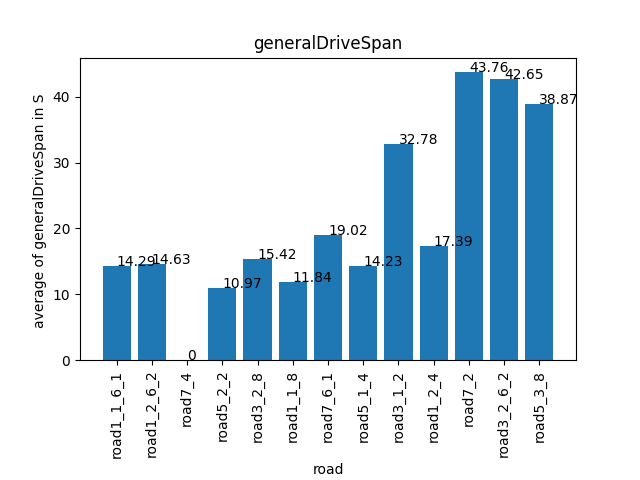 generalDriveSpan
average of generalDriveSpan in S
40
30
20
10
0
14.29
14.63
0
10.97
15.42
11.84
19.02
14.23
32.78
17.39
43.76
42.65
38.87
road1_1_6_1
road1_2_6_2
road7_4
road5_2_2
road3_2_8
road1_1_8
road7_6_1
road5_1_4
road3_1_2
road1_2_4
road7_2
road3_2_6_2
road5_3_8
road